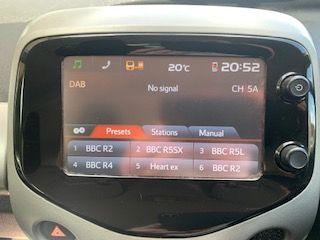 20°C 20:52
DAB No signal CH 5A
Presets Stations Manual
1 BBC R2 2 BBC R5SX 3 BBC R5L
4 BBC R4 5 Heart ex 6 BBC R2